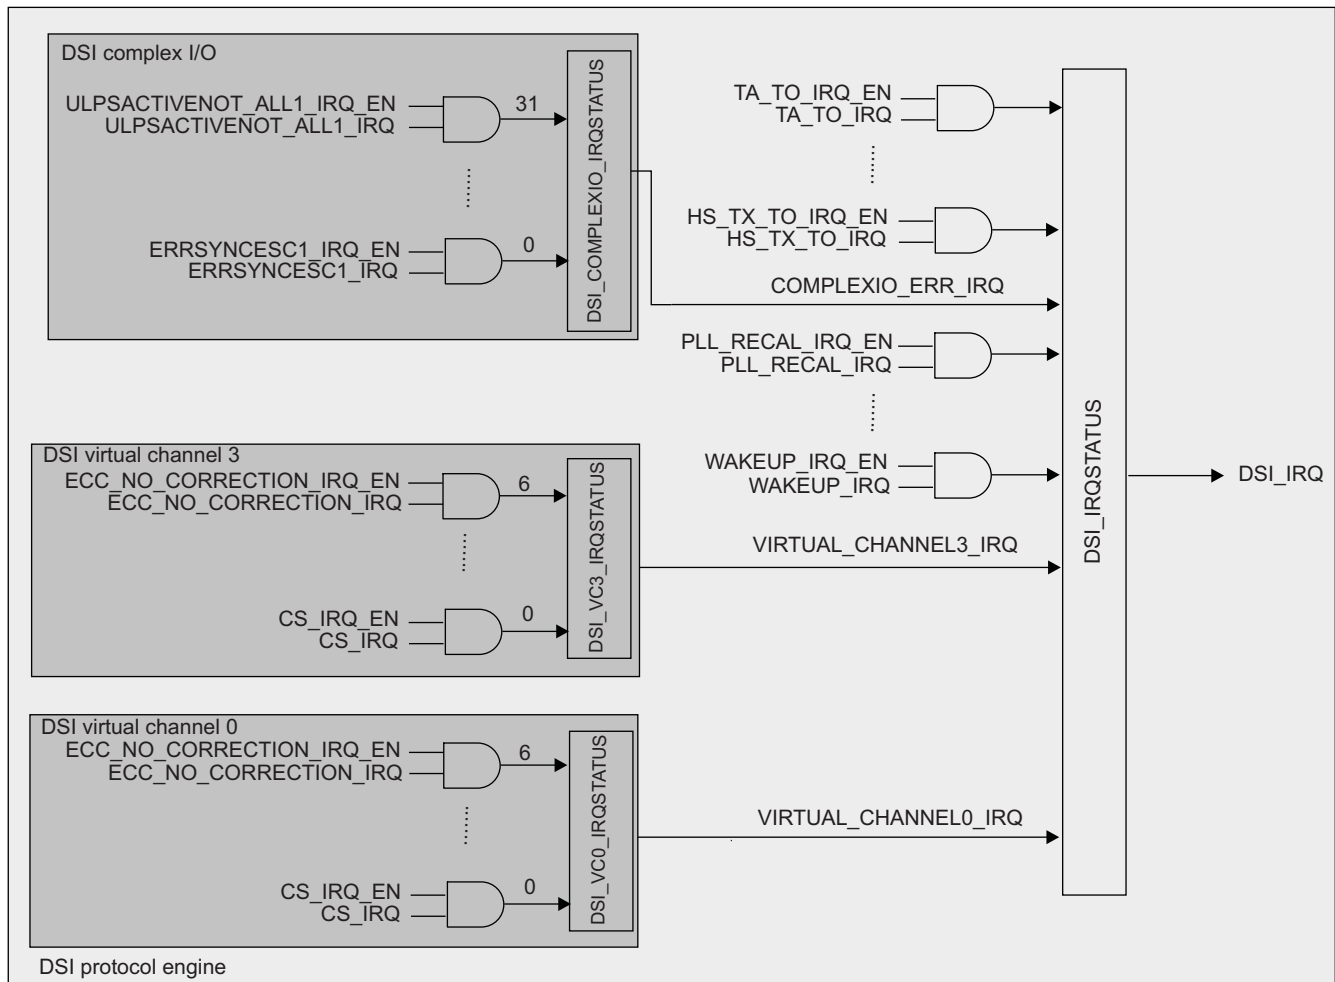 DSI complex I/O
ULPSACTIVENOT_ALL1_IRQ_EN
ULPSACTIVENOT_ALL1_IRQ
31
ERRSYNCESC1_IRQ_EN
ERRSYNCESC1_IRQ
0
DSI_COMPLEXIO_IRQSTATUS
TA_TO_IRQ_EN
TA_TO_IRQ
HS_TX_TO_IRQ_EN
HS_TX_TO_IRQ
COMPLEXIO_ERR_IRQ
PLL_RECAL_IRQ_EN
PLL_RECAL_IRQ
WAKEUP_IRQ_EN
WAKEUP_IRQ
DSI virtual channel 3
ECC_NO_CORRECTION_IRQ_EN
ECC_NO_CORRECTION_IRQ
6
CS_IRQ_EN
CS_IRQ
0
DSI_VC3_IRQSTATUS
VIRTUAL_CHANNEL3_IRQ
DSI virtual channel 0
ECC_NO_CORRECTION_IRQ_EN
ECC_NO_CORRECTION_IRQ
6
CS_IRQ_EN
CS_IRQ
0
DSI_VC0_IRQSTATUS
VIRTUAL_CHANNEL0_IRQ
DSI_IRQSTATUS
DSI_IRQ
DSI protocol engine